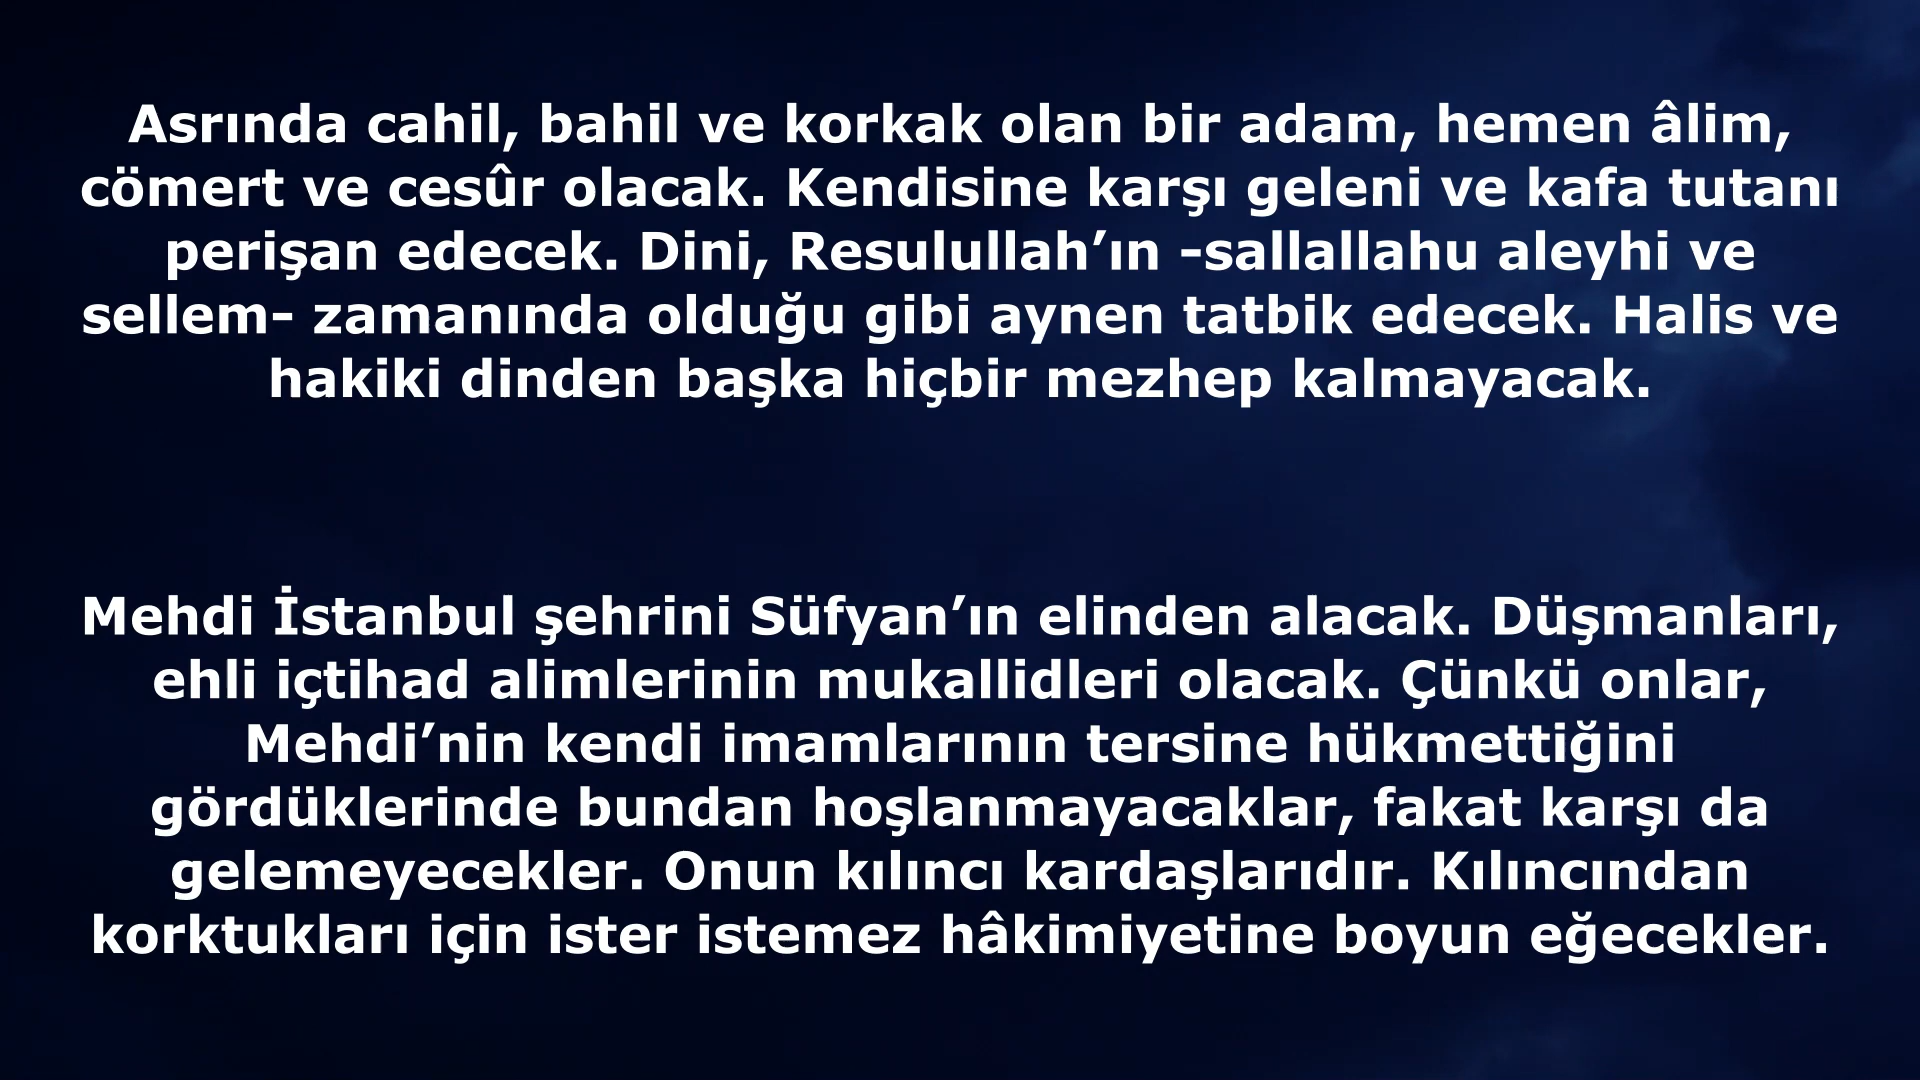 Asrında cahil, bahil ve korkak olan bir adam, hemen âlim,
cömert ve cesûr olacak. Kendisine karşı geleni ve kafa tutanı
perişan edecek. Dini, Resulullah’ın -sallallahu aleyhi ve
sellem- zamanında olduğu gibi aynen tatbik edecek. Halis ve
hakiki dinden başka hiçbir mezhep kalmayacak.
Mehdi İstanbul şehrini Süfyan’ın elinden alacak. Düşmanları,
ehli içtihad alimlerinin mukallidleri olacak. Çünkü onlar,
Mehdi’nin kendi imamlarının tersine hükmettiğini
gördüklerinde bundan hoşlanmayacaklar, fakat karşı da
gelemeyecekler. Onun kılıncı kardaşlarıdır. Kılıncından
korktukları için ister istemez hâkimiyetine boyun eğecekler.